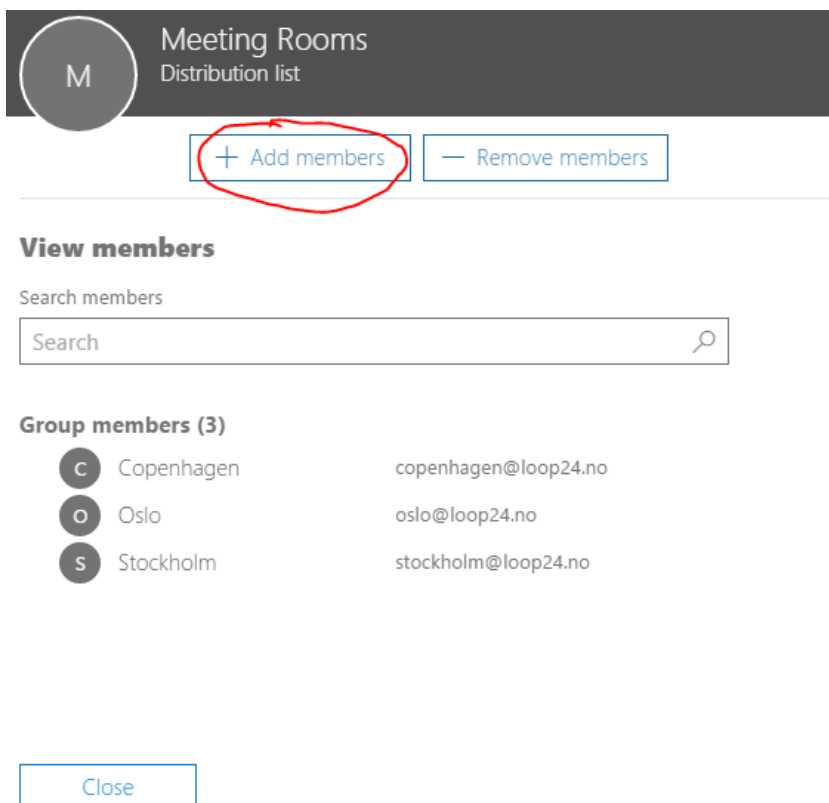 M
Meeting Rooms
Distribution list
+ Add members
— Remove members
View members
Search members
Search
Group members (3)
C Copenhagen copenhagen@loop24.no
O Oslo oslo@loop24.no
S Stockholm stockholm@loop24.no
Close